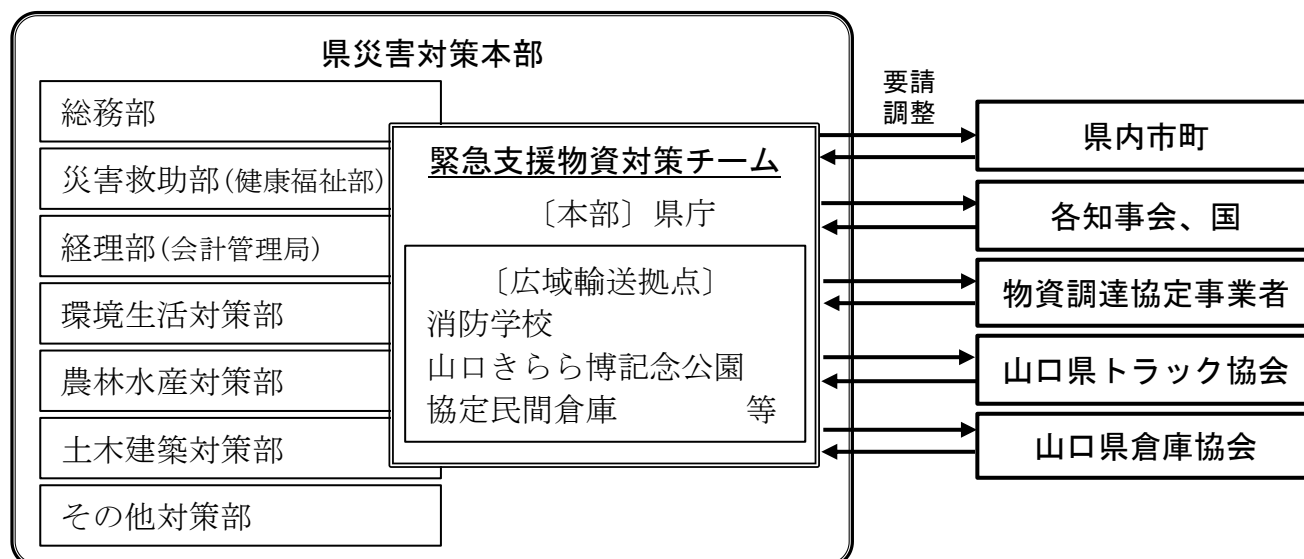 県災害対策本部
総務部
災害救助部(健康福祉部)
経理部(会計管理局)
環境生活対策部
農林水産対策部
土木建築対策部
その他対策部
緊急支援物資対策チーム
〔本部〕県庁
〔広域輸送拠点〕
消防学校
山口きらら博記念公園
協定民間倉庫　　　　等
要請
調整
県内市町
各知事会、国
物資調達協定事業者
山口県トラック協会
山口県倉庫協会